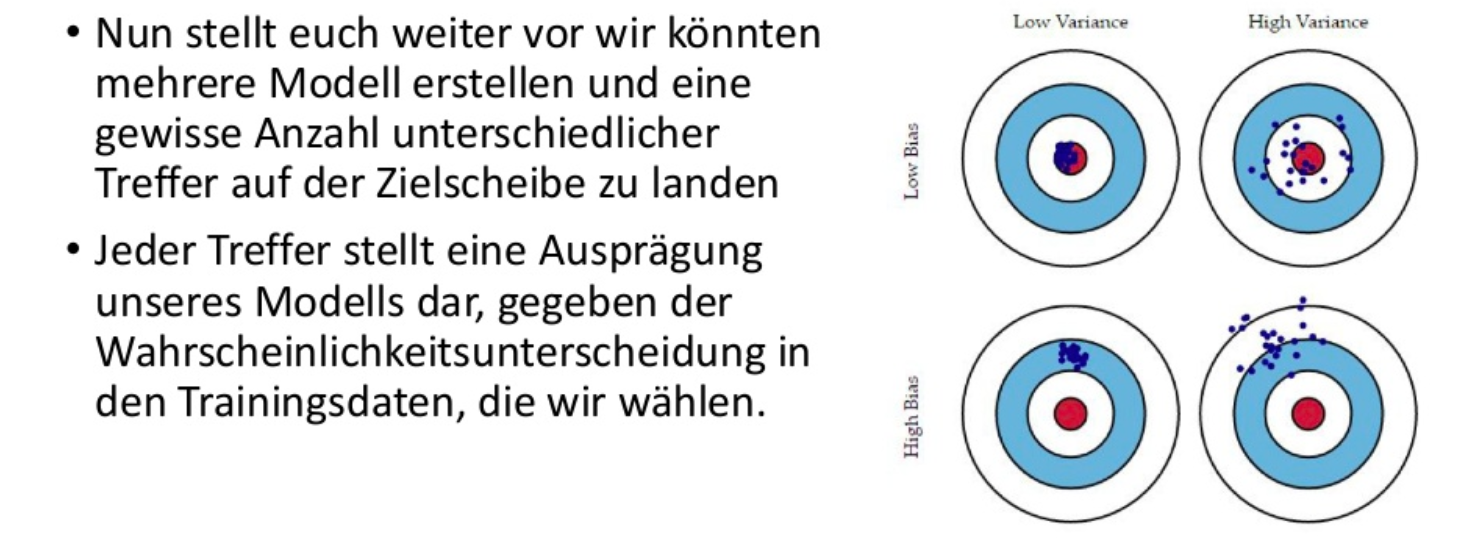 • Nun stellt euch weiter vor wir könnten
mehrere Modell erstellen und eine
gewisse Anzahl unterschiedlicher
Treffer auf der Zielscheibe zu landen
• Jeder Treffer stellt eine Ausprägung
unseres Modells dar, gegeben der
Wahrscheinlichkeitsunterscheidung in
den Trainingsdaten, die wir wählen.
Low Variance
High Variance
Low Bias
High Bias